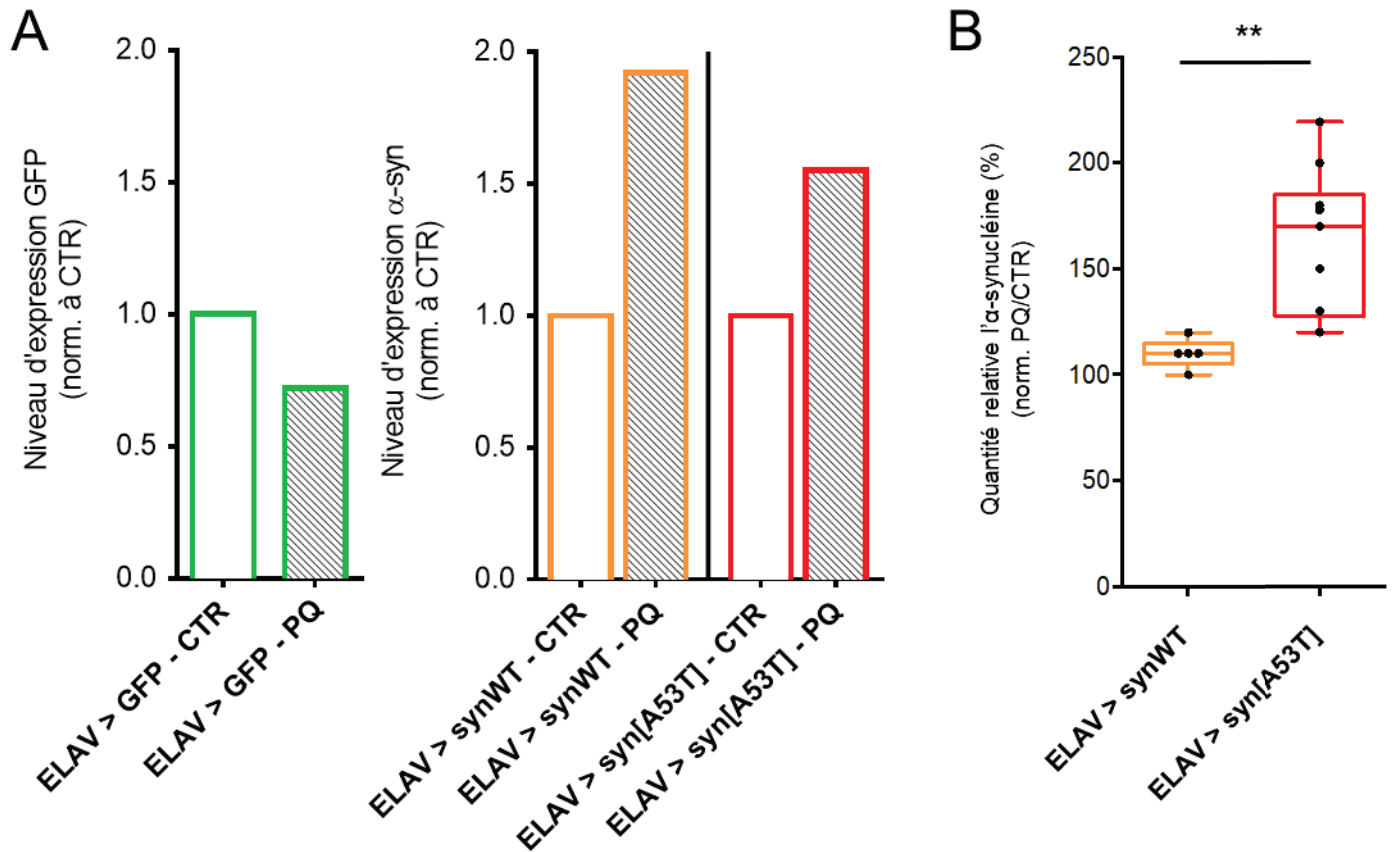 A
Niveau d'expression GFP
(norm. à CTR)
2.0
1.5
1.0
0.5
0.0
ELAV > GFP - CTR
ELAV > GFP - PQ
Niveau d'expression α-syn
(norm. à CTR)
2.0
1.5
1.0
0.5
0.0
ELAV > synWT - CTR
ELAV > synWT - PQ
ELAV > syn[A53T] - CTR
ELAV > syn[A53T] - PQ
B
**
Quantité relative l'α-synucléine (%)
(norm. PQ/CTR)
250
200
150
100
50
0
ELAV > synWT
ELAV > syn[A53T]